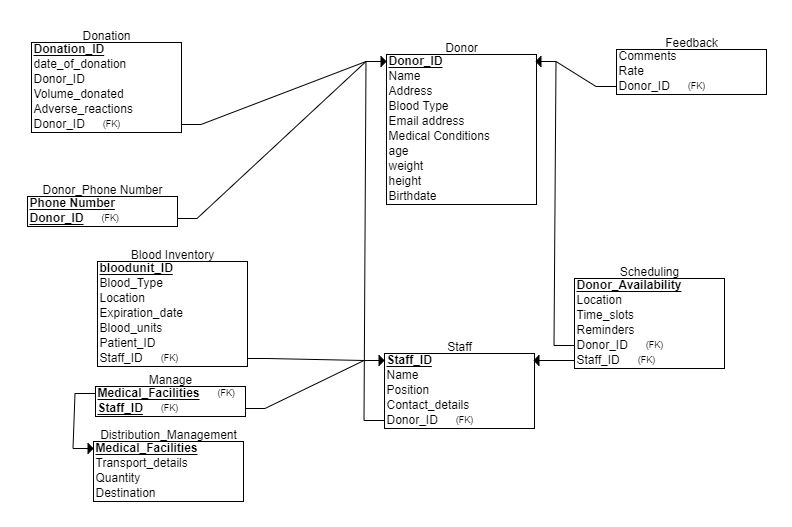 Donation
Donation_ID
date_of_donation
Donor_ID
Volume_donated
Adverse_reactions
Donor_ID (FK)
Donor
Donor_ID
Name
Address
Blood Type
Email address
Medical Conditions
age
weight
height
Birthdate
Feedback
Comments
Rate
Donor_ID (FK)
Donor_Phone Number
Phone Number
Donor_ID (FK)
Blood Inventory
bloodunit_ID
Blood_Type
Location
Expiration_date
Blood_units
Patient_ID
Staff_ID (FK)
Scheduling
Donor_Availability
Location
Time_slots
Reminders
Donor_ID (FK)
Staff_ID (FK)
Staff
Staff_ID
Name
Position
Contact_details
Donor_ID (FK)
Manage
Medical_Facilities (FK)
Staff_ID (FK)
Distribution_Management
Medical_Facilities
Transport_details
Quantity
Destination